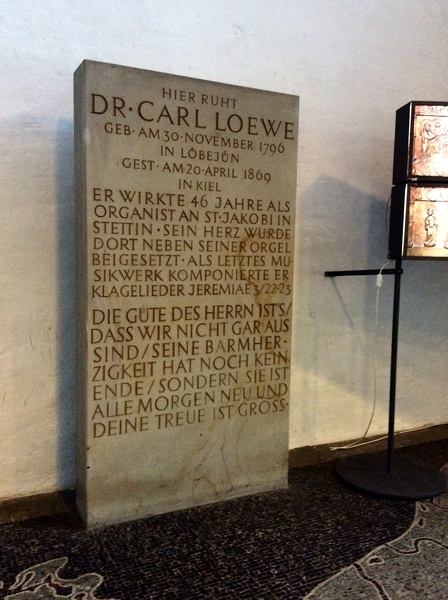 HIER RUHT
DR·CARL LOEWE
GEB·AM 30·NOVEMBER 1796
IN LÖBEJÜN
GEST·AM 20·APRIL 1869
IN KIEL
ER WIRKTE 46 JAHRE ALS
ORGANIST AN ST·JAKOBI IN
STETTIN·SEIN HERZ WURDE
DORT NEBEN SEINER ORGEL
BEIGESETZT·ALS LETZTES MU-
SIKWERK KOMPONIERTE ER
KLAGELIEDER JEREMIAE 3/22-23
DIE GÜTE DES HERRN IST'S/
DASS WIR NICHT GAR AUS
SIND/SEINE BARMHER-
ZIGKEIT HAT NOCH KEIN
ENDE/SONDERN SIE IST
ALLE MORGEN NEU UND
DEINE TREUE IST GROSS·